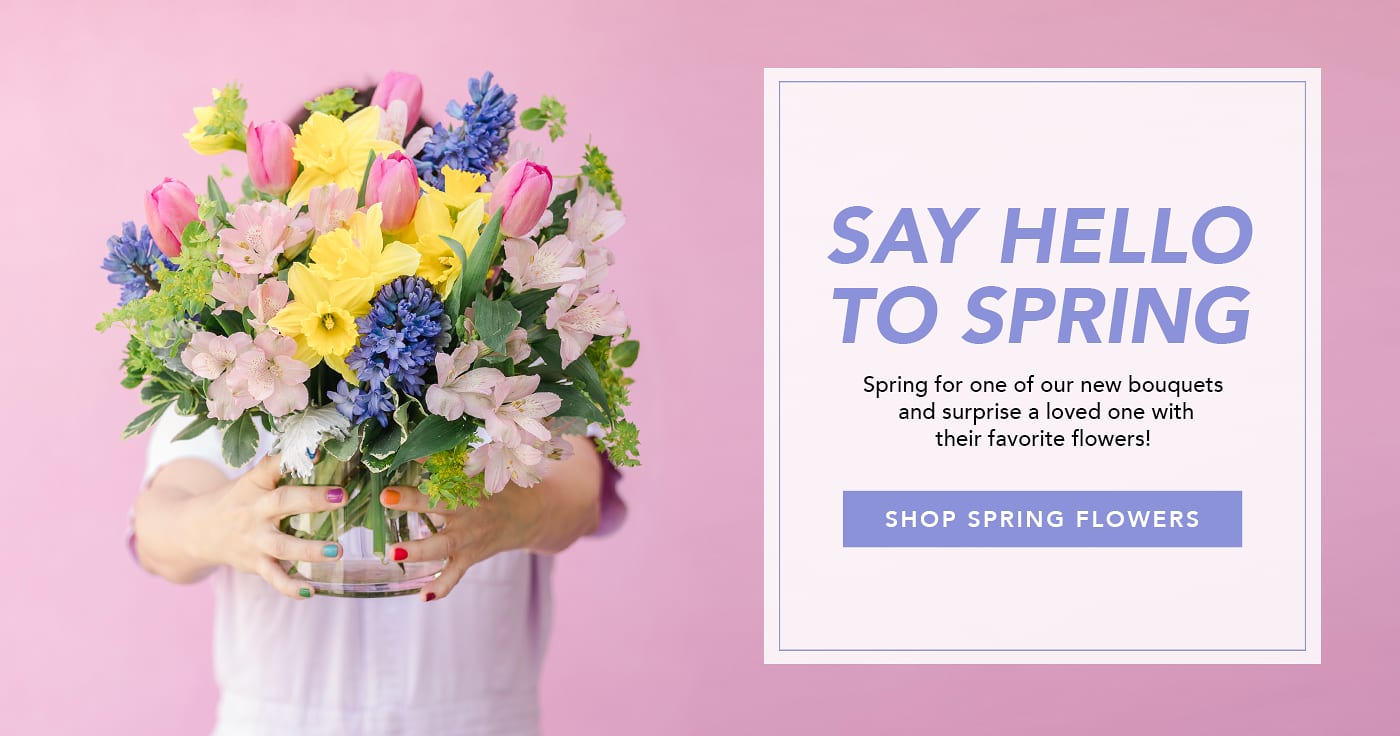 SAY HELLO
TO SPRING
Spring for one of our new bouquets
and surprise a loved one with
their favorite flowers!
SHOP SPRING FLOWERS